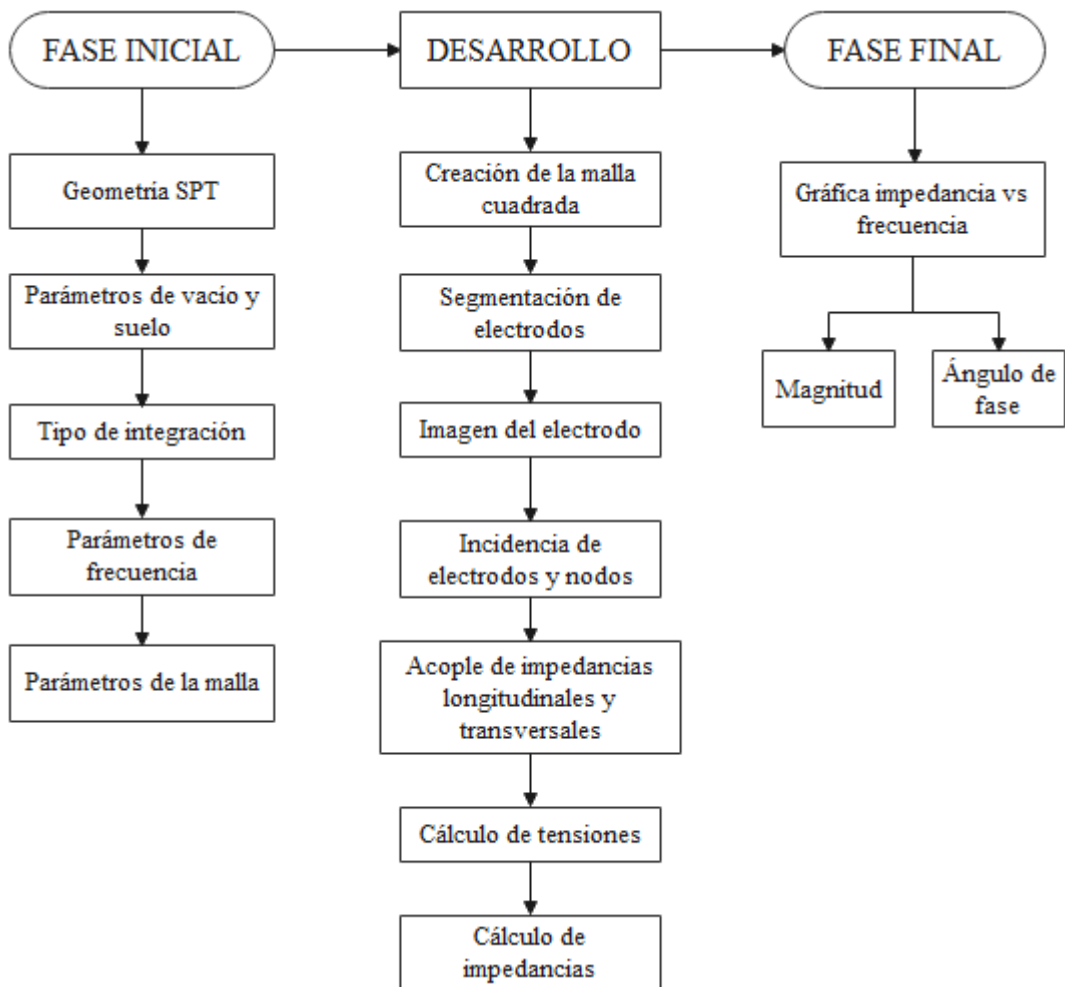 FASE INICIAL
DESARROLLO
FASE FINAL
Geometría SPT
Parámetros de vacío y
suelo
Tipo de integración
Parámetros de
frecuencia
Parámetros de la malla
Creación de la malla
cuadrada
Segmentación de
electrodos
Imagen del electrodo
Incidencia de
electrodos y nodos
Acople de impedancias
longitudinales y
transversales
Cálculo de tensiones
Cálculo de
impedancias
Gráfica impedancia vs
frecuencia
Magnitud
Ángulo de
fase